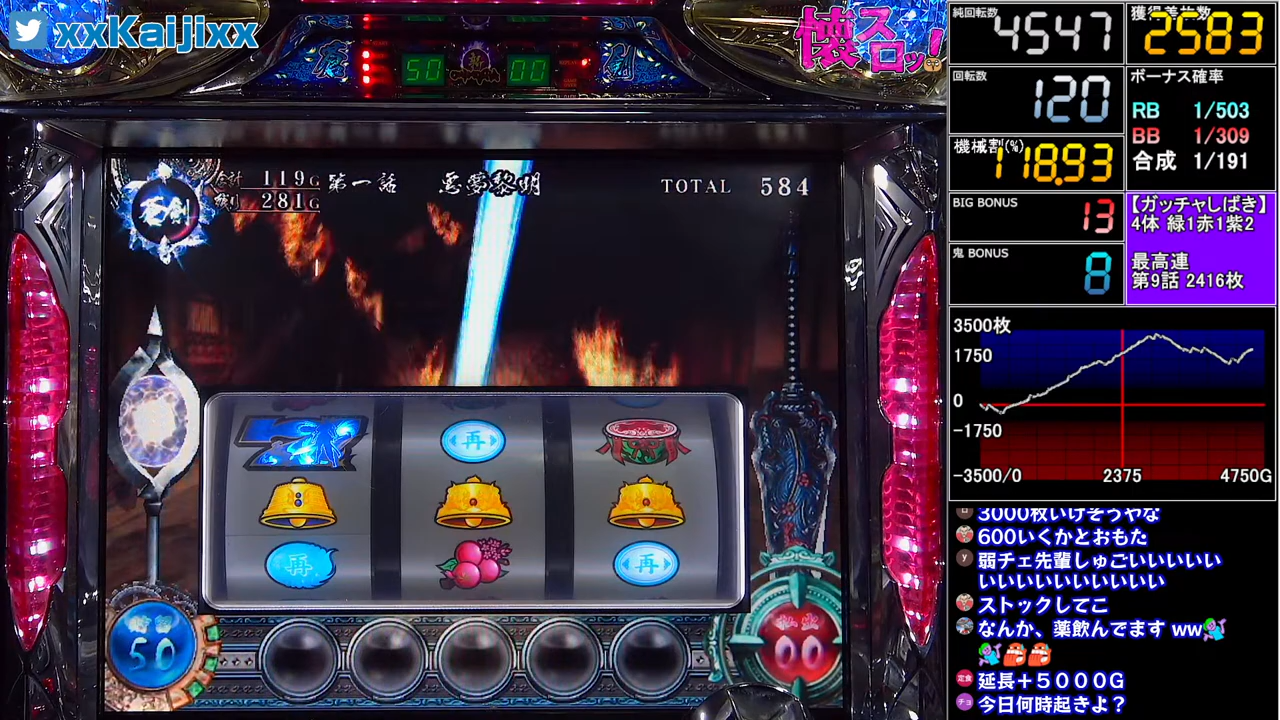 xxKaijixx
懐スロッ!
50
00
蒼剣
合計 119G
残り 281G
第一話 悪夢黎明
TOTAL 584
再
再
再
50
00
純回転数
4547
獲得差枚数
2583
回転数
120
ボーナス確率
RB 1/503
BB 1/309
合成 1/191
機械割(%)
118.93
BIG BONUS
13
鬼 BONUS
8
【ガッチャしばき】
4体 緑1赤1紫2
最高連
第9話 2416枚
3500枚
1750
0
-1750
-3500/0
2375
4750G
3000枚いけそうやな
600いくかとおもた
弱チェ先輩しゅごいいいいい
いいいいいいいいいい
ストックしてこ
なんか、薬飲んでます ww
延長+5000G
今日何時起きよ?